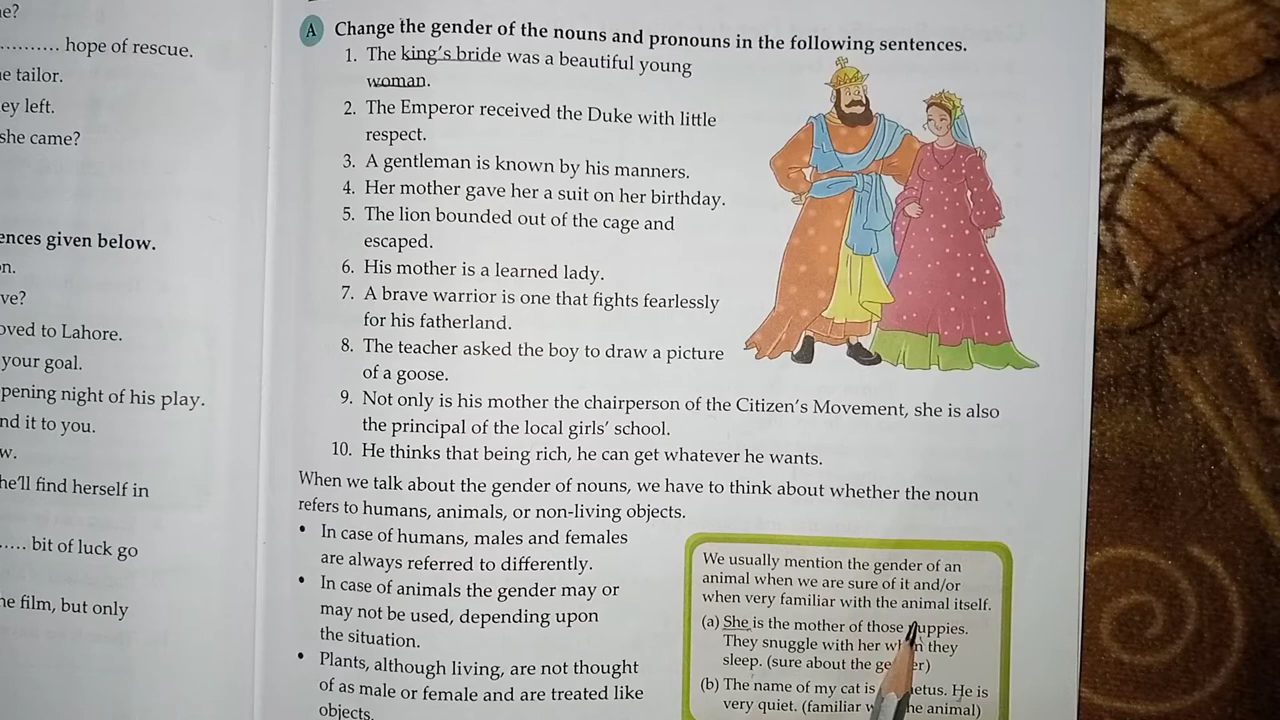 e?
.......... hope of rescue.
e tailor.
ey left.
she came?
ences given below.
n.
ve?
oved to Lahore.
your goal.
pening night of his play.
nd it to you.
w.
he'll find herself in
..... bit of luck go
ne film, but only
A Change the gender of the nouns and pronouns in the following sentences.
1. The king's bride was a beautiful young
woman.
2. The Emperor received the Duke with little
respect.
3. A gentleman is known by his manners.
4. Her mother gave her a suit on her birthday.
5. The lion bounded out of the cage and
escaped.
6. His mother is a learned lady.
7. A brave warrior is one that fights fearlessly
for his fatherland.
8. The teacher asked the boy to draw a picture
of a goose.
9. Not only is his mother the chairperson of the Citizen's Movement, she is also
the principal of the local girls' school.
10. He thinks that being rich, he can get whatever he wants.
When we talk about the gender of nouns, we have to think about whether the noun
refers to humans, animals, or non-living objects.
• In case of humans, males and females
are always referred to differently.
• In case of animals the gender may or
may not be used, depending upon
the situation.
• Plants, although living, are not thought
of as male or female and are treated like
objects.
We usually mention the gender of an
animal when we are sure of it and/or
when very familiar with the animal itself.
(a) She is the mother of those puppies.
They snuggle with her when they
sleep. (sure about the gender)
(b) The name of my cat is etus. He is
very quiet. (familiar w he animal)